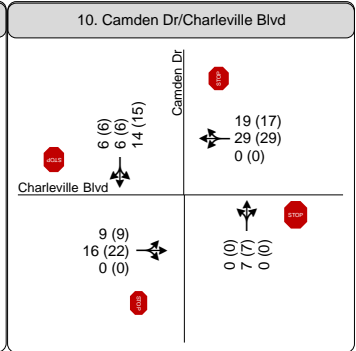 10. Camden Dr/Charleville Blvd
Camden Dr
STOP
6 (6)
6 (6)
14 (15)
19 (17)
29 (29)
0 (0)
STOP
Charleville Blvd
STOP
9 (9)
16 (22)
0 (0)
0 (0)
7 (7)
0 (0)
STOP